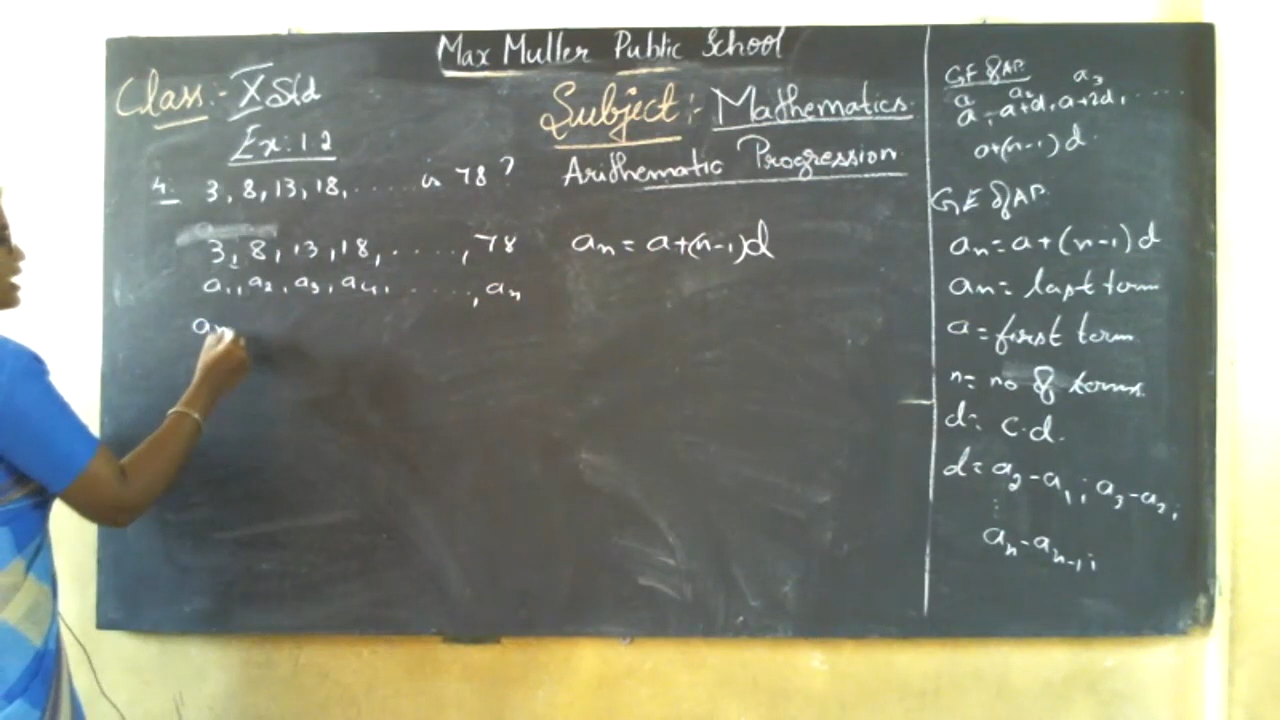 Max Muller Public School
Class:- X Std
Subject:- Mathematics
Ex: 1.2
Arithematic Progression
4. 3, 8, 13, 18, ...... is 78?
3, 8, 13, 18, ......, 78
a₁, a₂, a₃, a₄, ......, aₙ
aₙ
aₙ = a+(n-1)d
GF of AP
a a₂ a₃
a, a+d, a+2d, .....
a+(n-1)d
GE of AP
aₙ = a+(n-1)d
aₙ = last term
a = first term
n = no of terms
d = c.d.
d = a₂-a₁; a₃-a₂;
⋮
aₙ-aₙ₋₁;